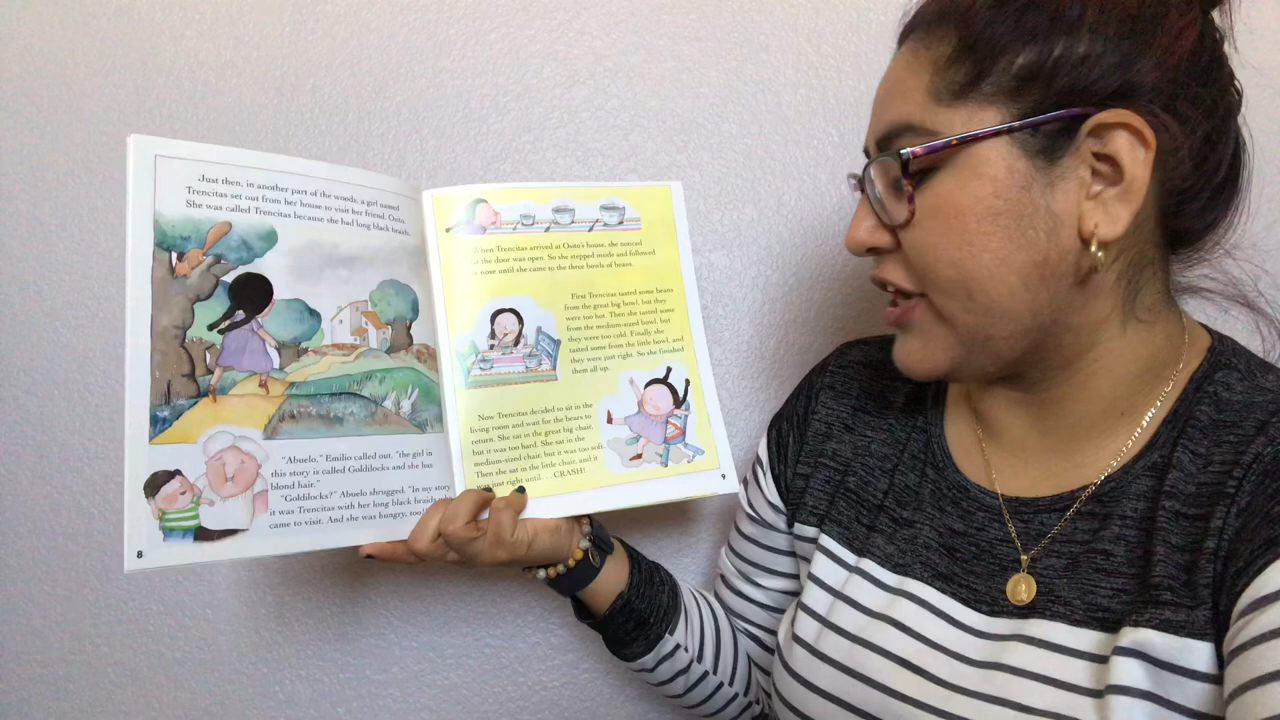 Just then, in another part of the woods, a girl named
Trencitas set out from her house to visit her friend, Osito.
She was called Trencitas because she had long black braids.
"Abuelo," Emilio called out, "the girl in
this story is called Goldilocks and she has
blond hair."
"Goldilocks?" Abuelo shrugged. "In my story
it was Trencitas with her long black braids who
came to visit. And she was hungry, too!"
8
When Trencitas arrived at Osito's house, she noticed
the door was open. So she stepped inside and followed
nose until she came to the three bowls of beans.
First Trencitas tasted some beans
from the great big bowl, but they
were too hot. Then she tasted some
from the medium-sized bowl, but
they were too cold. Finally she
tasted some from the little bowl, and
they were just right. So she finished
them all up.
Now Trencitas decided to sit in the
living room and wait for the bears to
return. She sat in the great big chair,
but it was too hard. She sat in the
medium-sized chair, but it was too soft.
Then she sat in the little chair, and it
was just right until . . . CRASH!
9